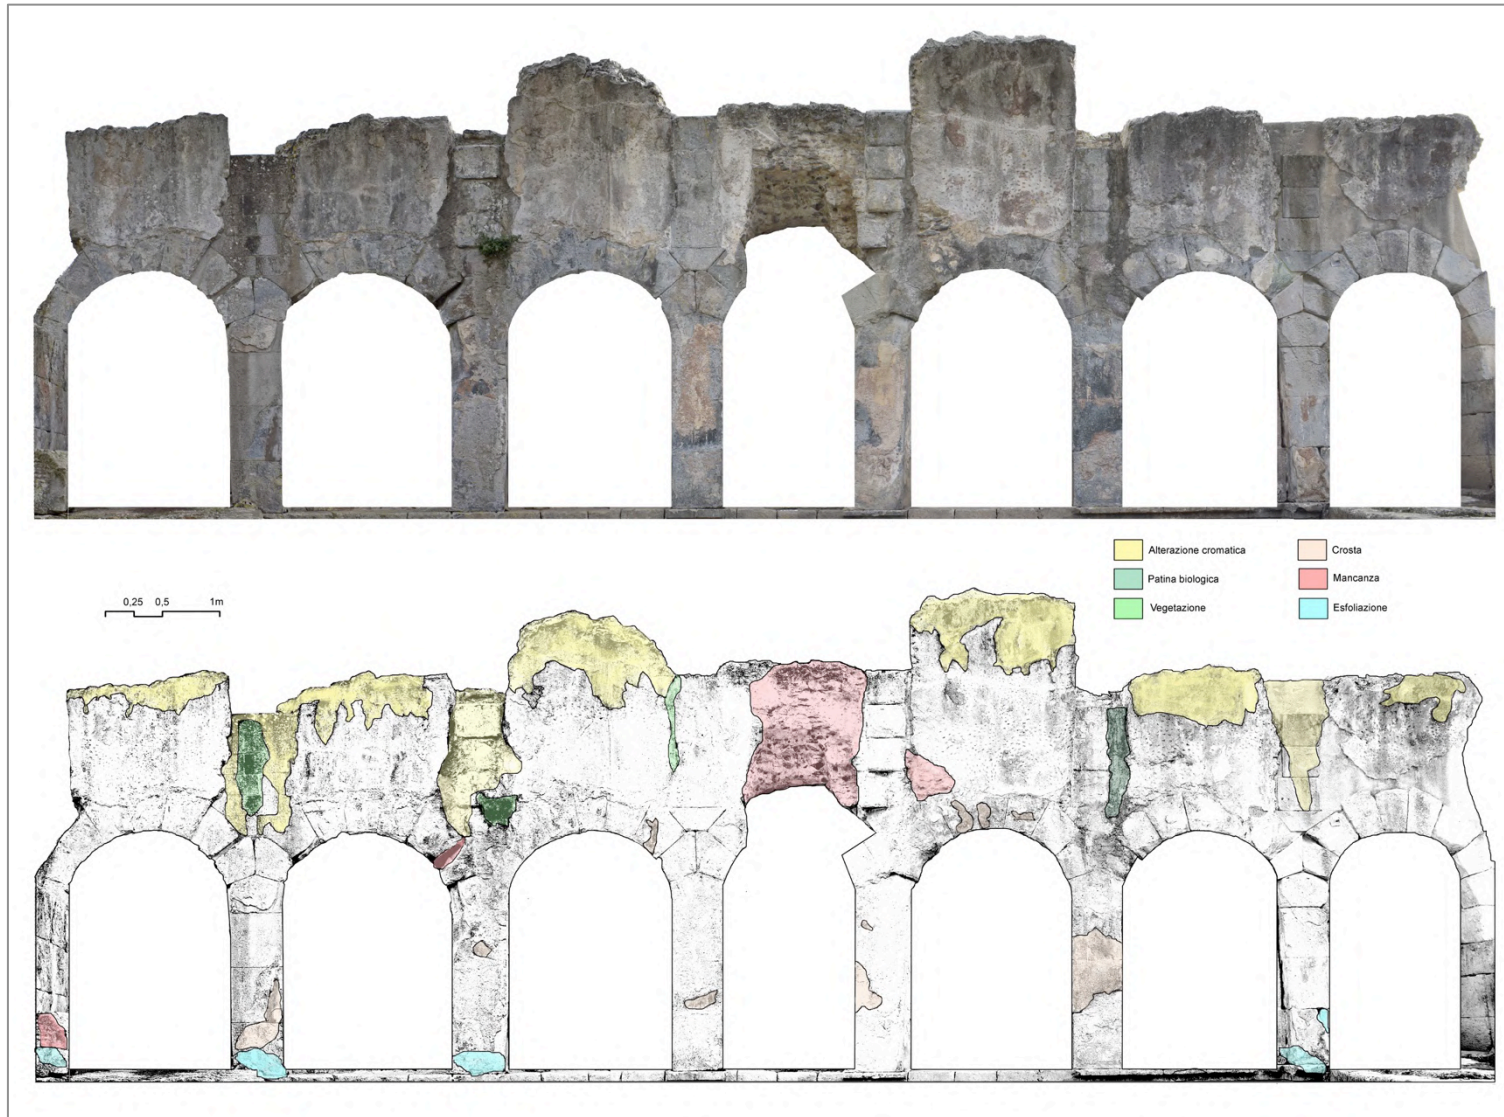 Alterazione cromatica
Crosta
Patina biologica
Mancanza
Vegetazione
Esfoliazione
0,25 0,5 1m